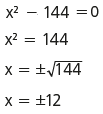 x² − 144 = 0
x² = 144
x = ±√144
x = ±12